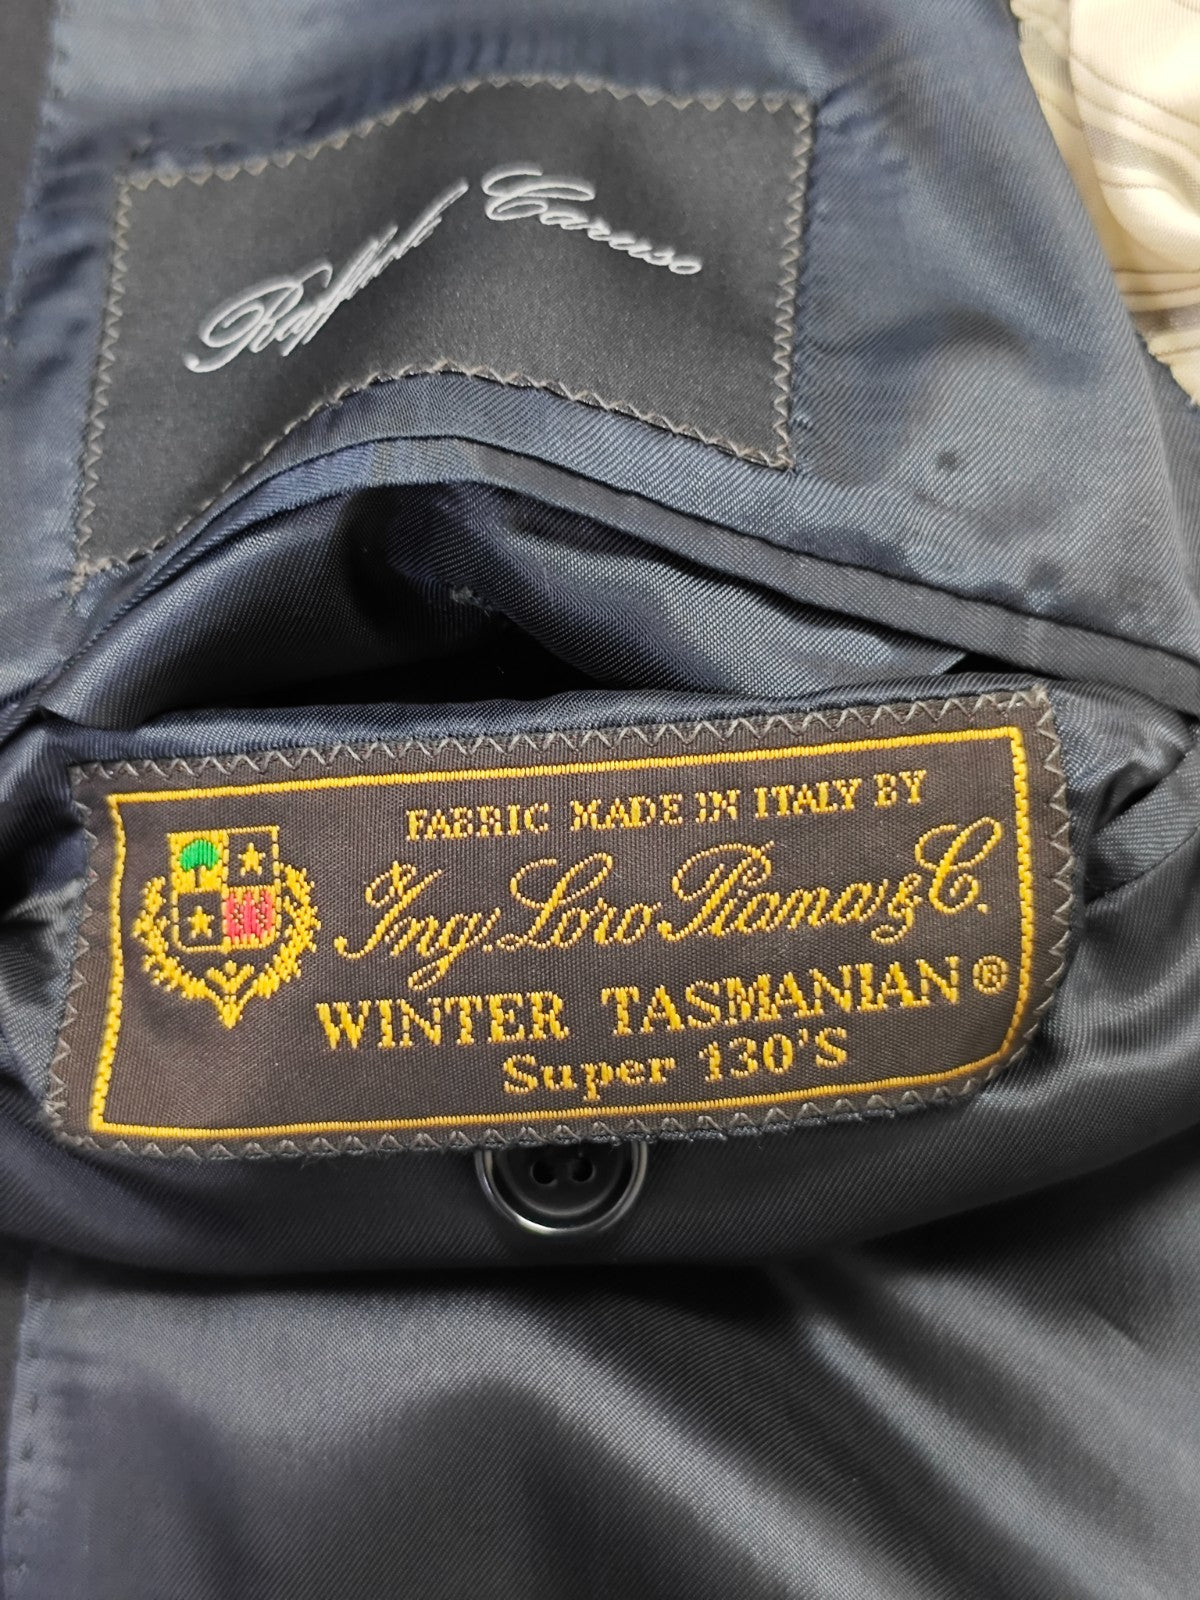 Raffaele Caruso
FABRIC MADE IN ITALY BY
Ing. Loro Piana & C.
WINTER TASMANIAN ®
Super 130'S